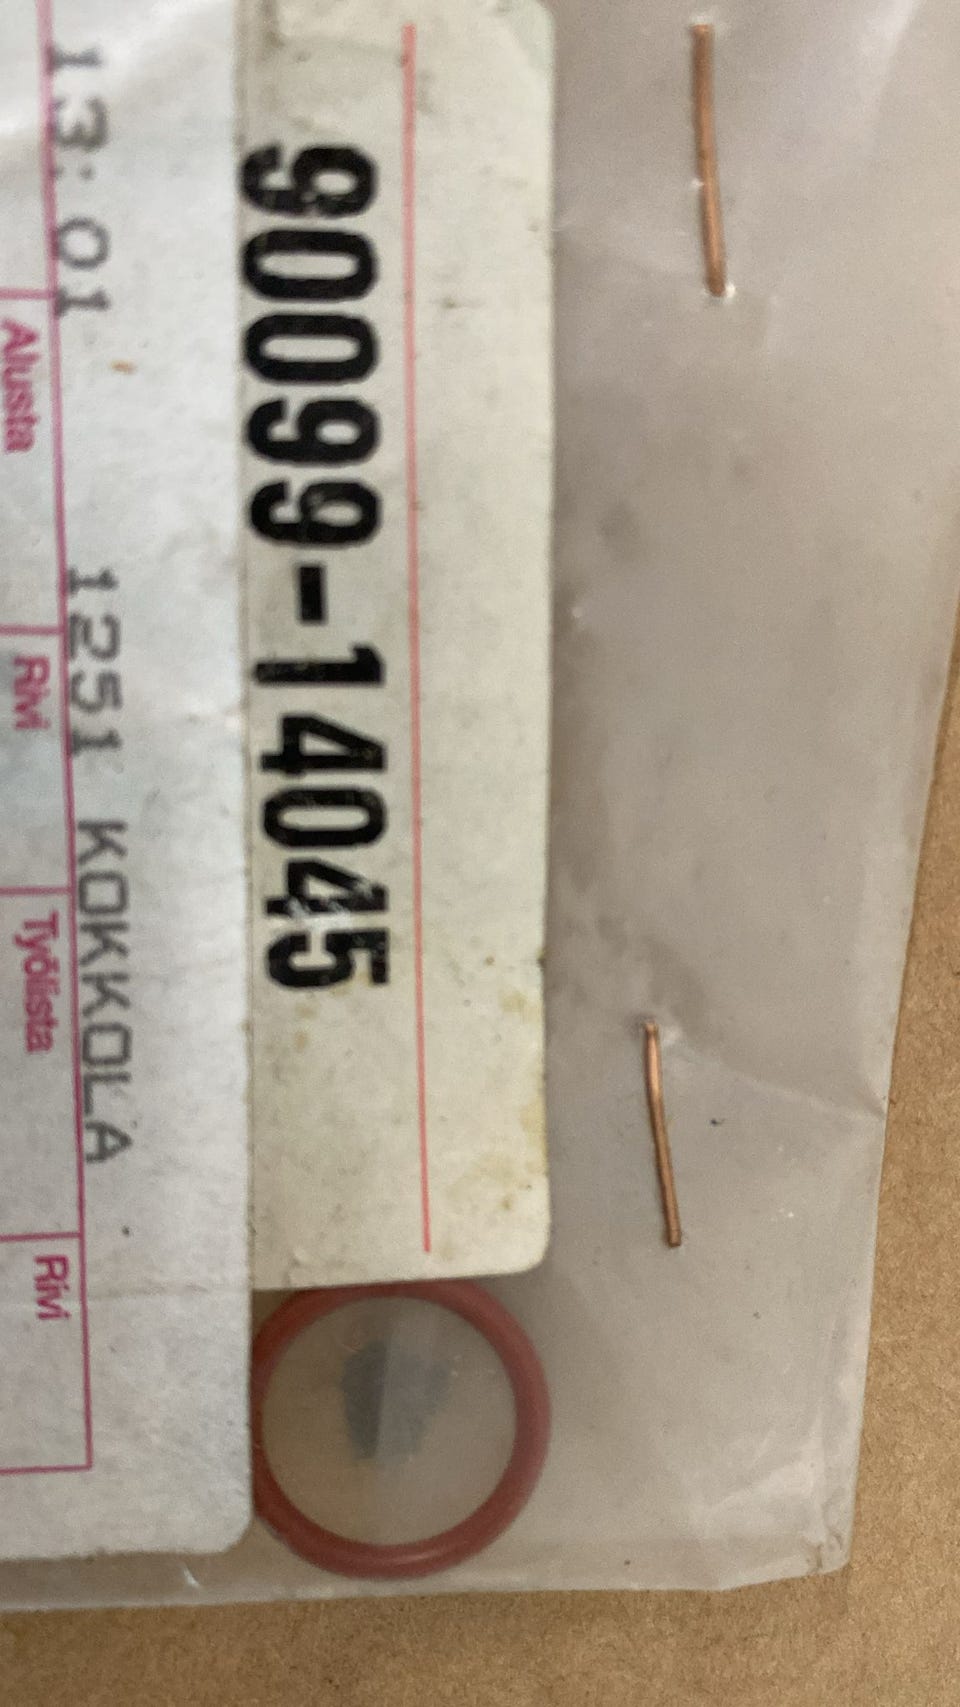 90099-14045
13:01 1251 KOKKOLA
Alusta Rivi Työlista Rivi